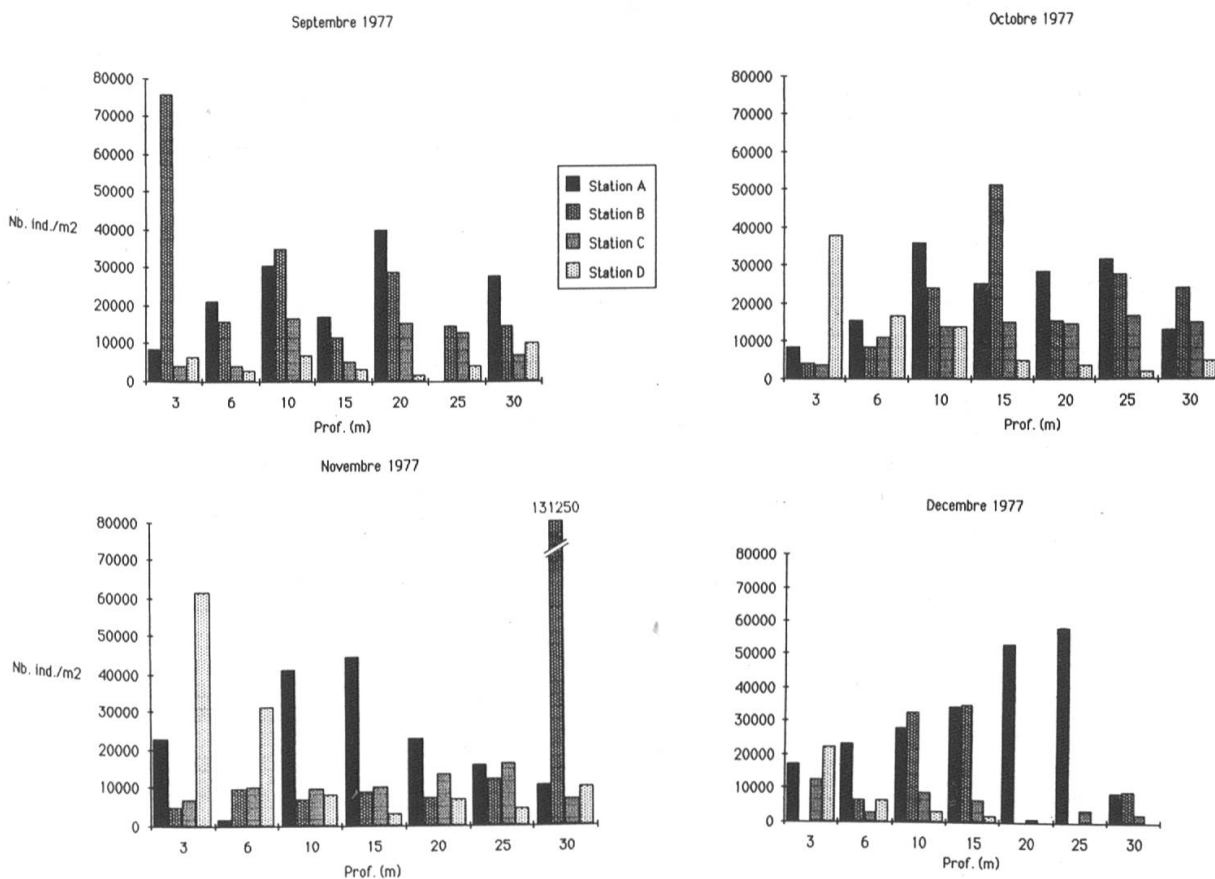 Septembre 1977
80000
70000
60000
50000
40000
30000
20000
10000
0
Nb. ind./m2
3 6 10 15 20 25 30
Prof. (m)
Station A
Station B
Station C
Station D
Octobre 1977
80000
70000
60000
50000
40000
30000
20000
10000
0
3 6 10 15 20 25 30
Prof. (m)
Novembre 1977
131250
80000
70000
60000
50000
40000
30000
20000
10000
0
Nb. ind./m2
3 6 10 15 20 25 30
Prof. (m)
Decembre 1977
80000
70000
60000
50000
40000
30000
20000
10000
0
3 6 10 15 20 25 30
Prof. (m)